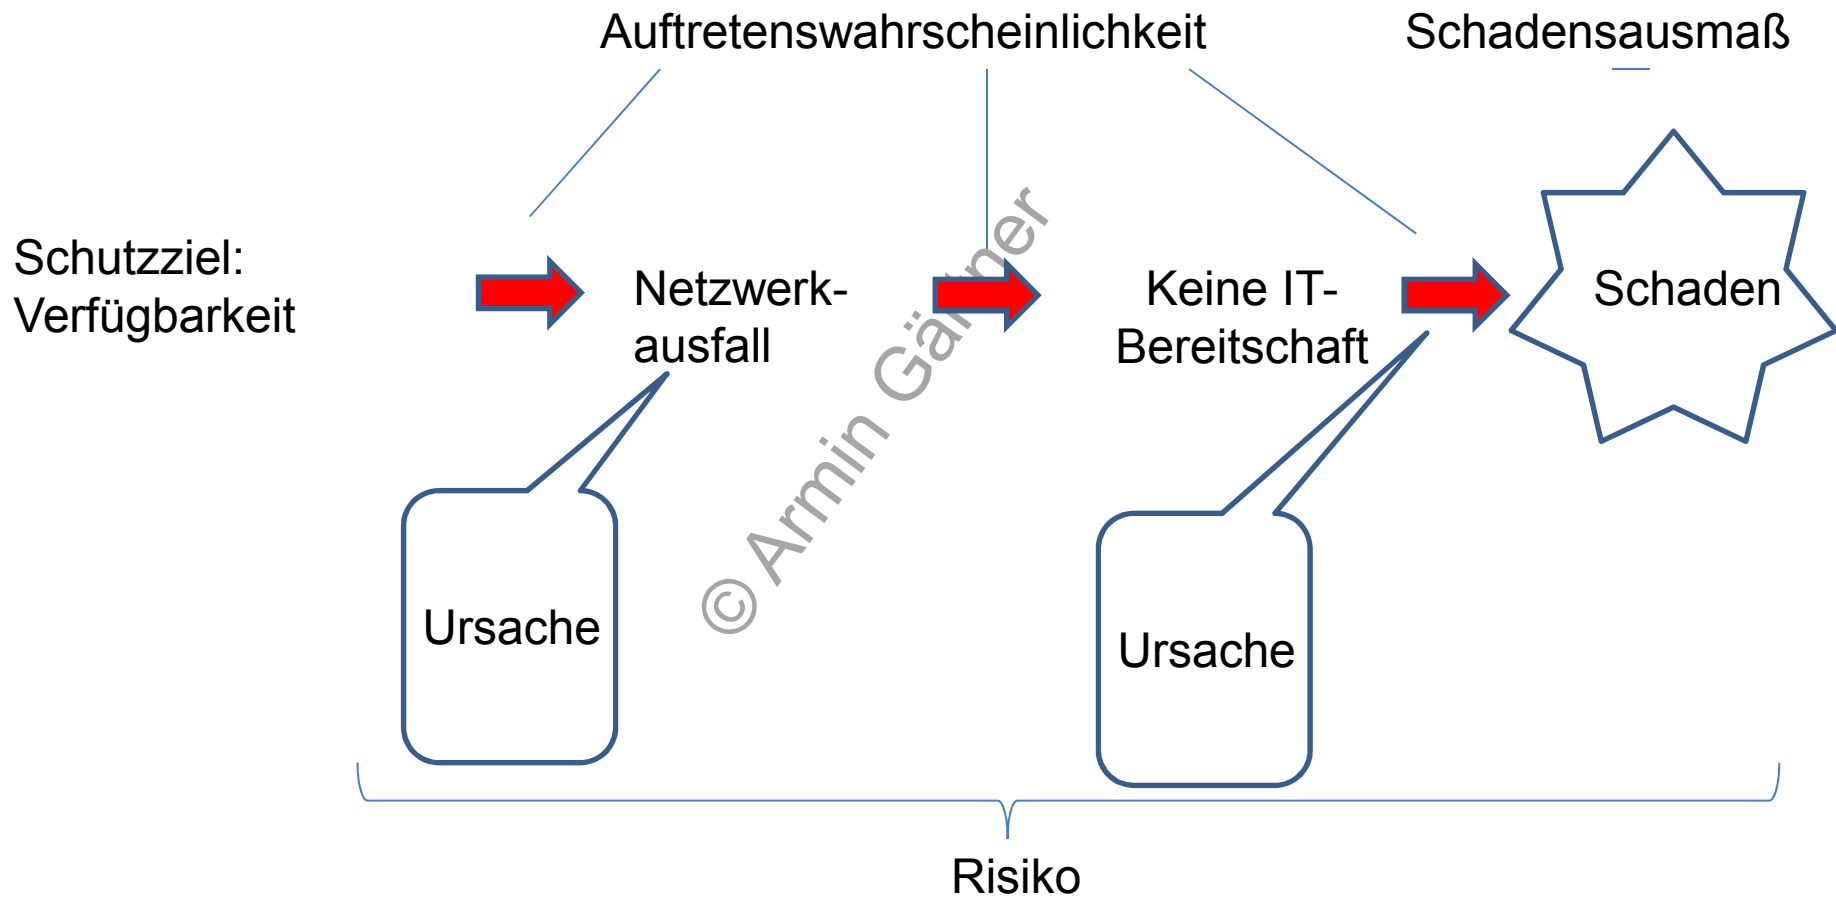 Auftretenswahrscheinlichkeit
Schadensausmaß
Schutzziel:
Verfügbarkeit
Netzwerk-
ausfall
Keine IT-
Bereitschaft
Schaden
© Armin Gärtner
Ursache
Ursache
Risiko